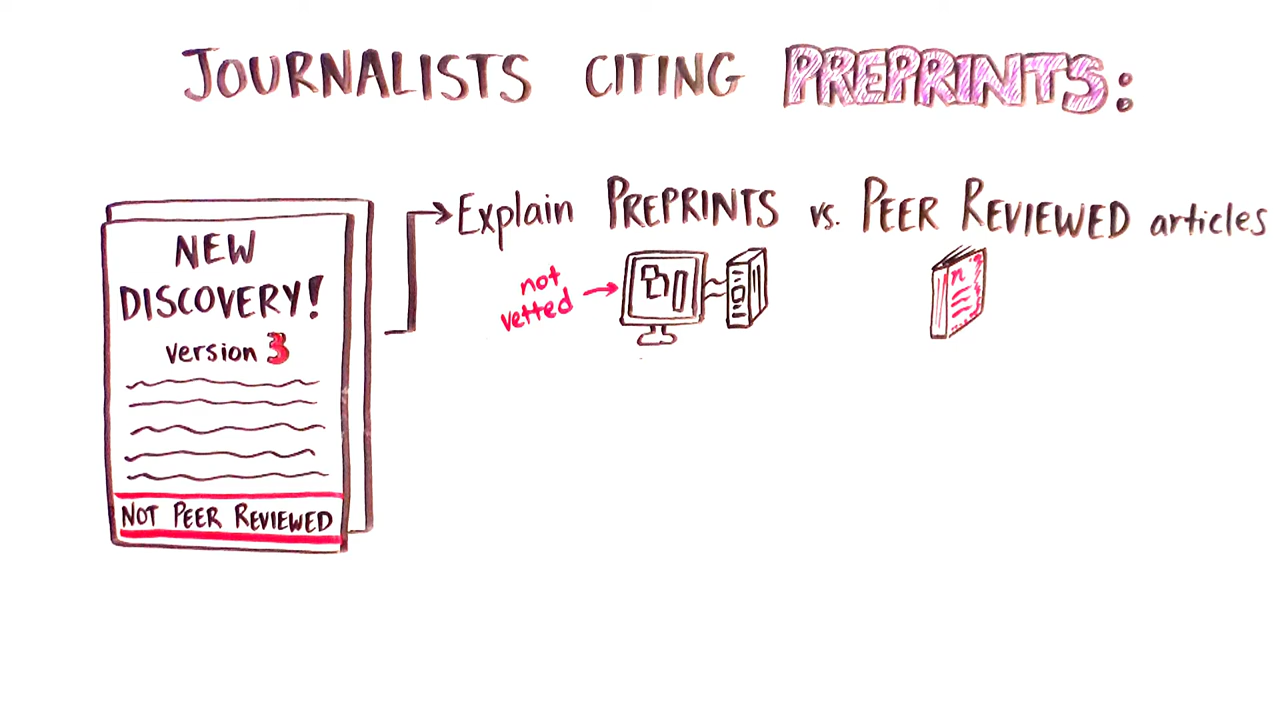 JOURNALISTS CITING PREPRINTS:
Explain PREPRINTS vs. PEER REVIEWED articles
not
vetted
NEW
DISCOVERY!
version 3
NOT PEER REVIEWED